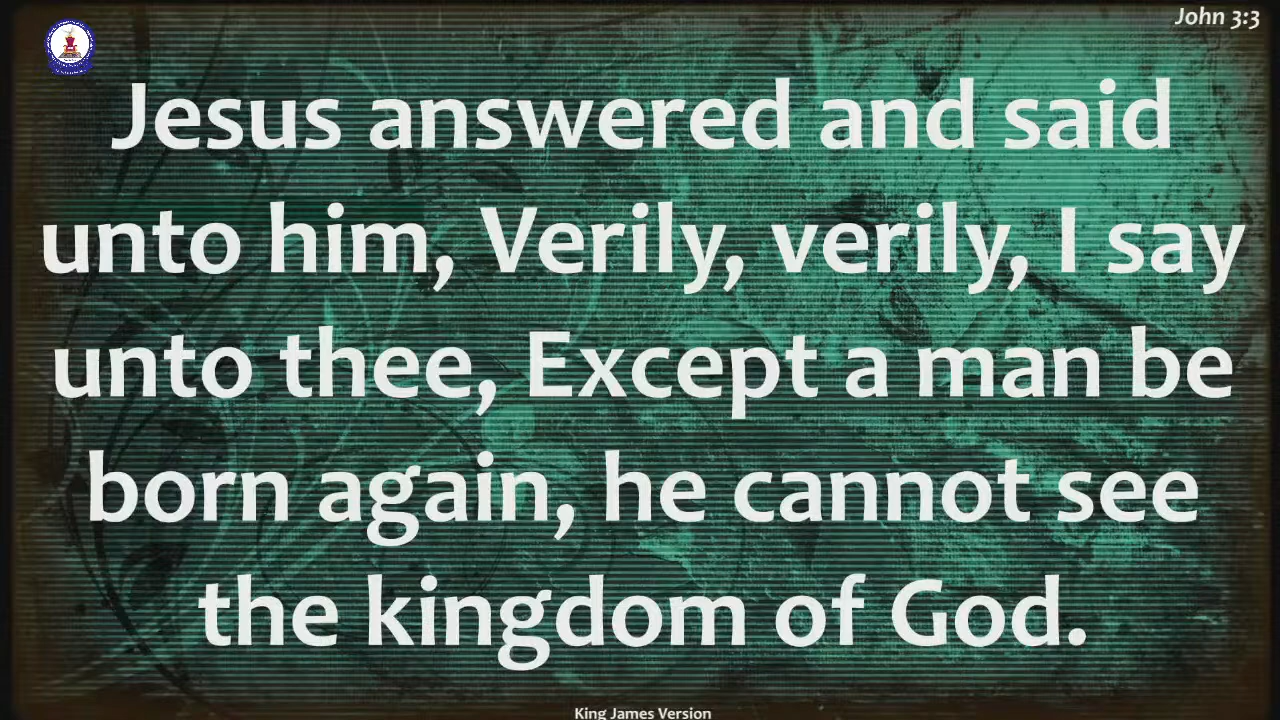 John 3:3
Jesus answered and said
unto him, Verily, verily, I say
unto thee, Except a man be
born again, he cannot see
the kingdom of God.
King James Version